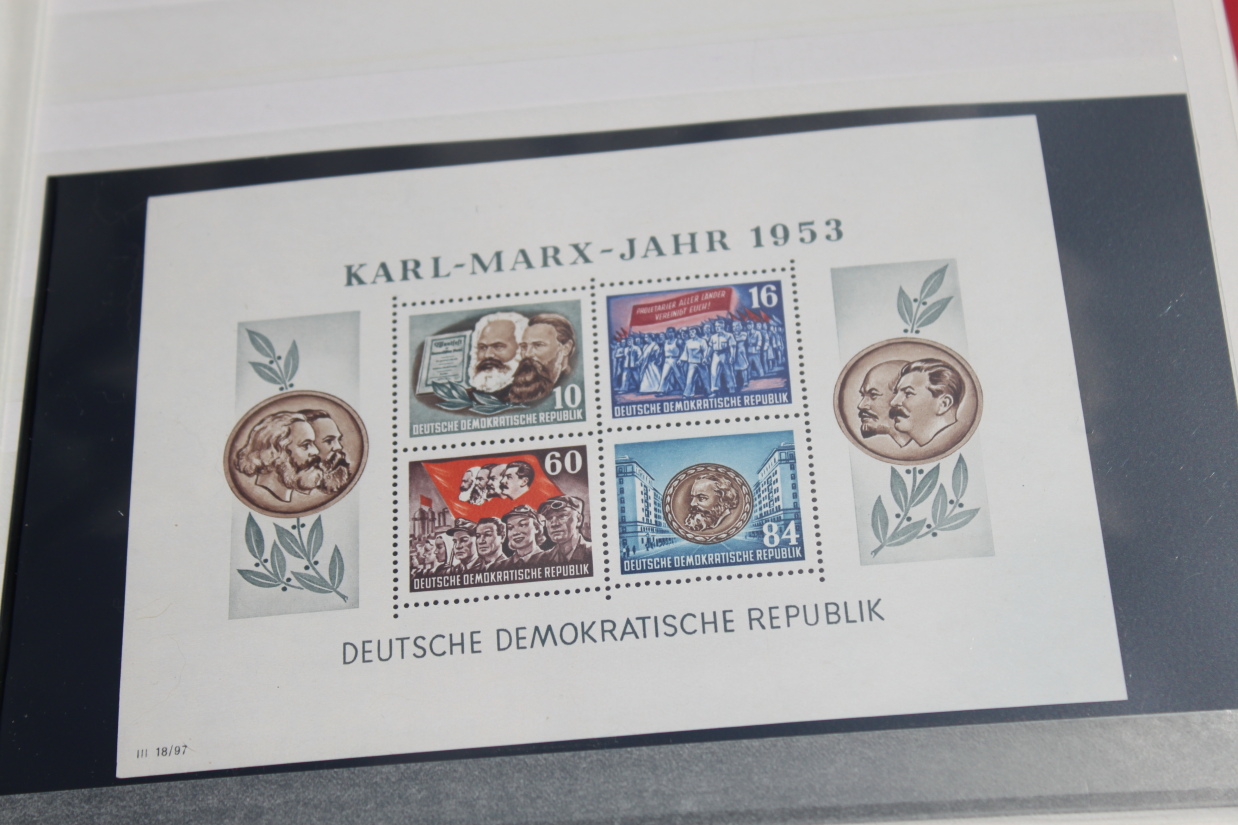 KARL-MARX-JAHR 1953
10
DEUTSCHE DEMOKRATISCHE REPUBLIK
PROLETARIER ALLER LÄNDER
VEREINIGT EUCH!
16
DEUTSCHE DEMOKRATISCHE REPUBLIK
60
DEUTSCHE DEMOKRATISCHE REPUBLIK
84
DEUTSCHE DEMOKRATISCHE REPUBLIK
DEUTSCHE DEMOKRATISCHE REPUBLIK
III 18/97